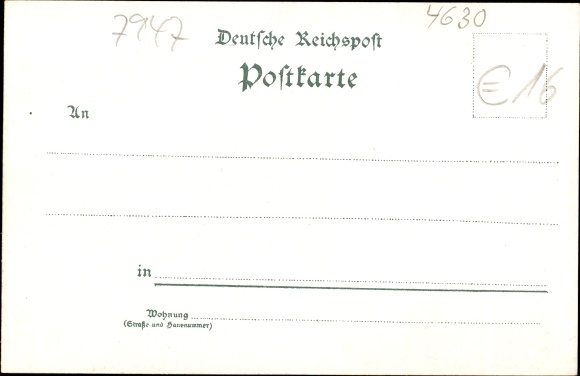 7947
4630
Deutsche Reichspost
Postkarte
€ 16
An
in
Wohnung
(Straße und Hausnummer)